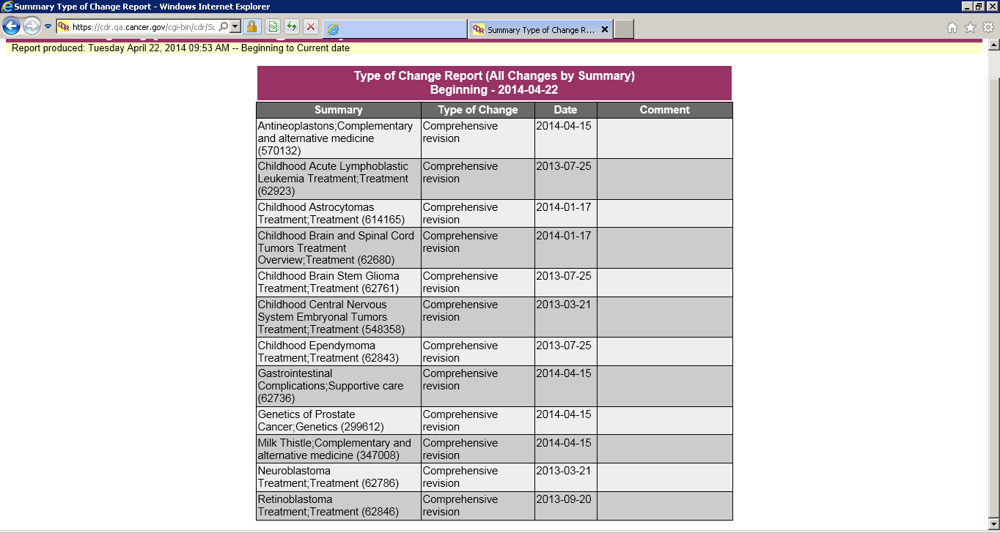 Summary Type of Change Report - Windows Internet Explorer
https://cdr.qa.cancer.gov/cgi-bin/cdr/Su
Summary Type of Change R...
Report produced: Tuesday April 22, 2014 09:53 AM -- Beginning to Current date
Type of Change Report (All Changes by Summary)
Beginning - 2014-04-22
Summary Type of Change Date Comment
Antineoplastons;Complementary Comprehensive 2014-04-15
and alternative medicine revision
(570132)
Childhood Acute Lymphoblastic Comprehensive 2013-07-25
Leukemia Treatment;Treatment revision
(62923)
Childhood Astrocytomas Comprehensive 2014-01-17
Treatment;Treatment (614165) revision
Childhood Brain and Spinal Cord Comprehensive 2014-01-17
Tumors Treatment revision
Overview;Treatment (62680)
Childhood Brain Stem Glioma Comprehensive 2013-07-25
Treatment;Treatment (62761) revision
Childhood Central Nervous Comprehensive 2013-03-21
System Embryonal Tumors revision
Treatment;Treatment (548358)
Childhood Ependymoma Comprehensive 2013-07-25
Treatment;Treatment (62843) revision
Gastrointestinal Comprehensive 2014-04-15
Complications;Supportive care revision
(62736)
Genetics of Prostate Comprehensive 2014-04-15
Cancer;Genetics (299612) revision
Milk Thistle;Complementary and Comprehensive 2014-04-15
alternative medicine (347008) revision
Neuroblastoma Comprehensive 2013-03-21
Treatment;Treatment (62786) revision
Retinoblastoma Comprehensive 2013-09-20
Treatment;Treatment (62846) revision